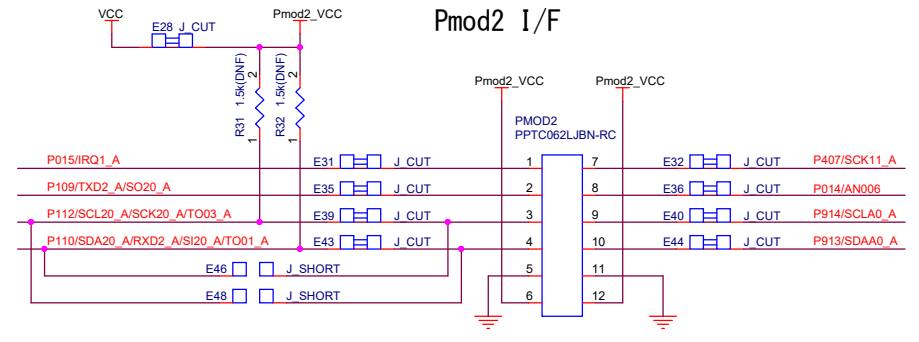 Pmod2 I/F
VCC
E28 J_CUT
Pmod2_VCC
R31 1.5k(DNF)
1 2
R32 1.5k(DNF)
1 2
Pmod2_VCC
Pmod2_VCC
PMOD2
PPTC062LJBN-RC
P015/IRQ1_A E31 J_CUT 1 7 E32 J_CUT P407/SCK11_A
P109/TXD2_A/SO20_A E35 J_CUT 2 8 E36 J_CUT P014/AN006
P112/SCL20_A/SCK20_A/TO03_A E39 J_CUT 3 9 E40 J_CUT P914/SCLA0_A
P110/SDA20_A/RXD2_A/SI20_A/TO01_A E43 J_CUT 4 10 E44 J_CUT P913/SDAA0_A
E46 J_SHORT 5 11
E48 J_SHORT 6 12